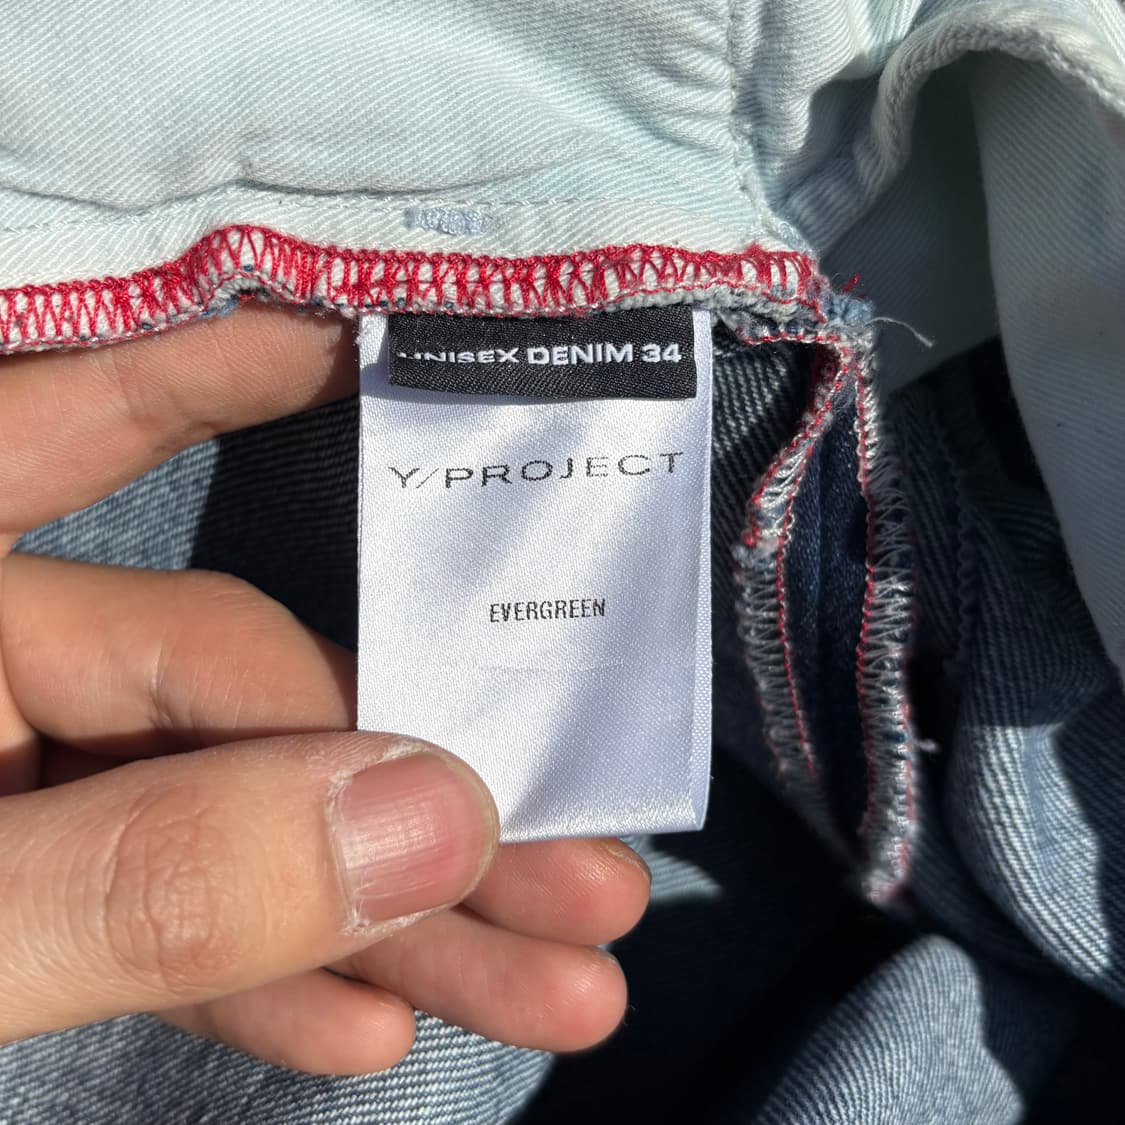 UNISEX DENIM 34
Y/PROJECT
EVERGREEN